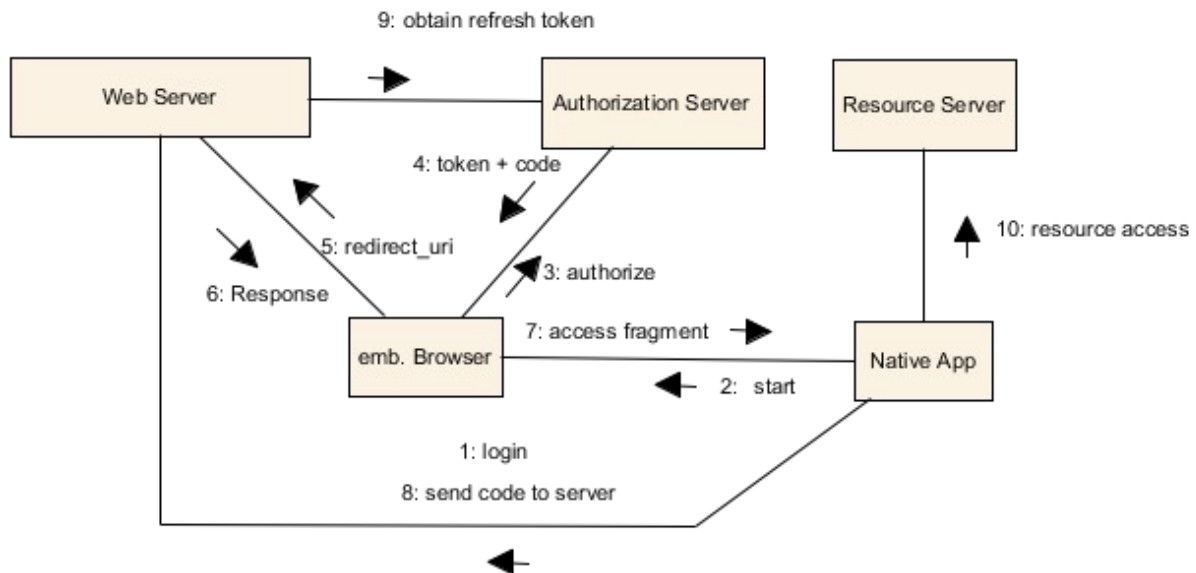 9: obtain refresh token
Web Server
Authorization Server
Resource Server
4: token + code
5: redirect_uri
3: authorize
10: resource access
6: Response
7: access fragment
emb. Browser
Native App
2: start
1: login
8: send code to server